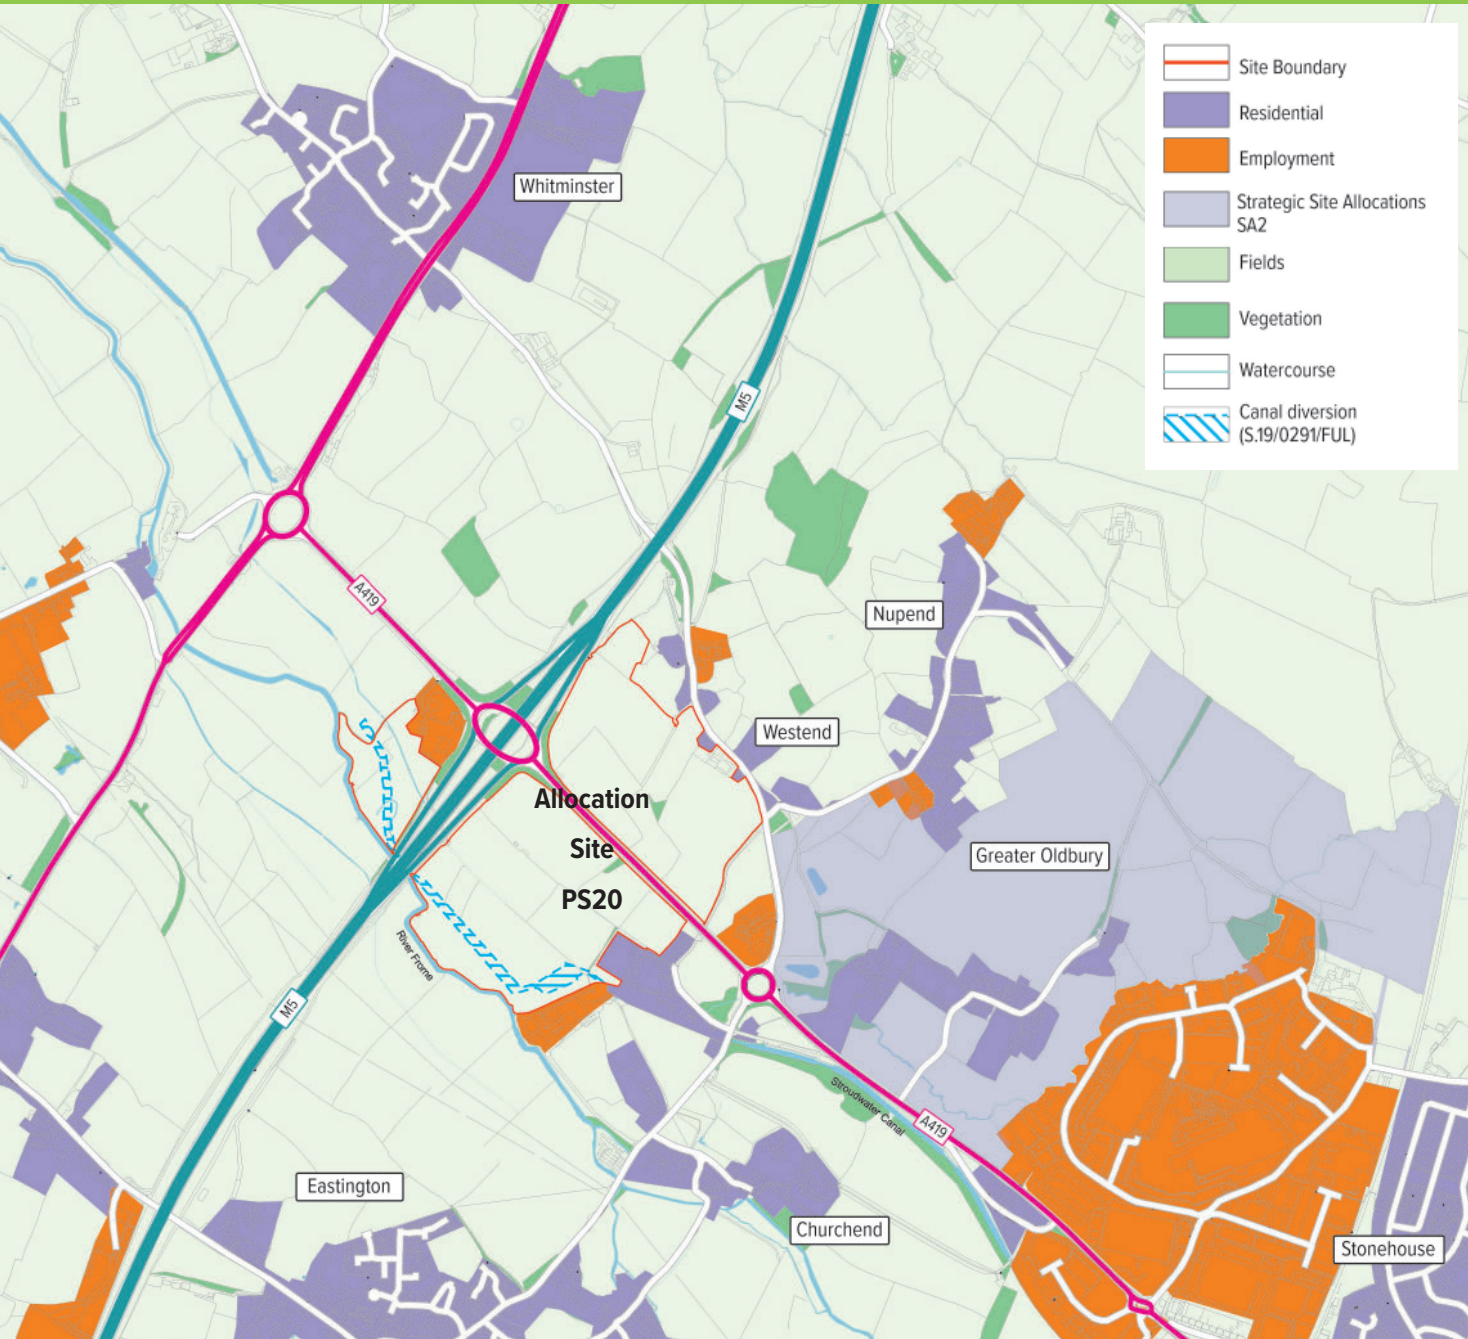 Site Boundary
Residential
Employment
Strategic Site Allocations
SA2
Fields
Vegetation
Watercourse
Canal diversion
(S.19/0291/FUL)
Whitminster
M5
A419
Nupend
Westend
Allocation
Site
PS20
Greater Oldbury
River Frome
M5
Stroudwater Canal
A419
Eastington
Churchend
Stonehouse